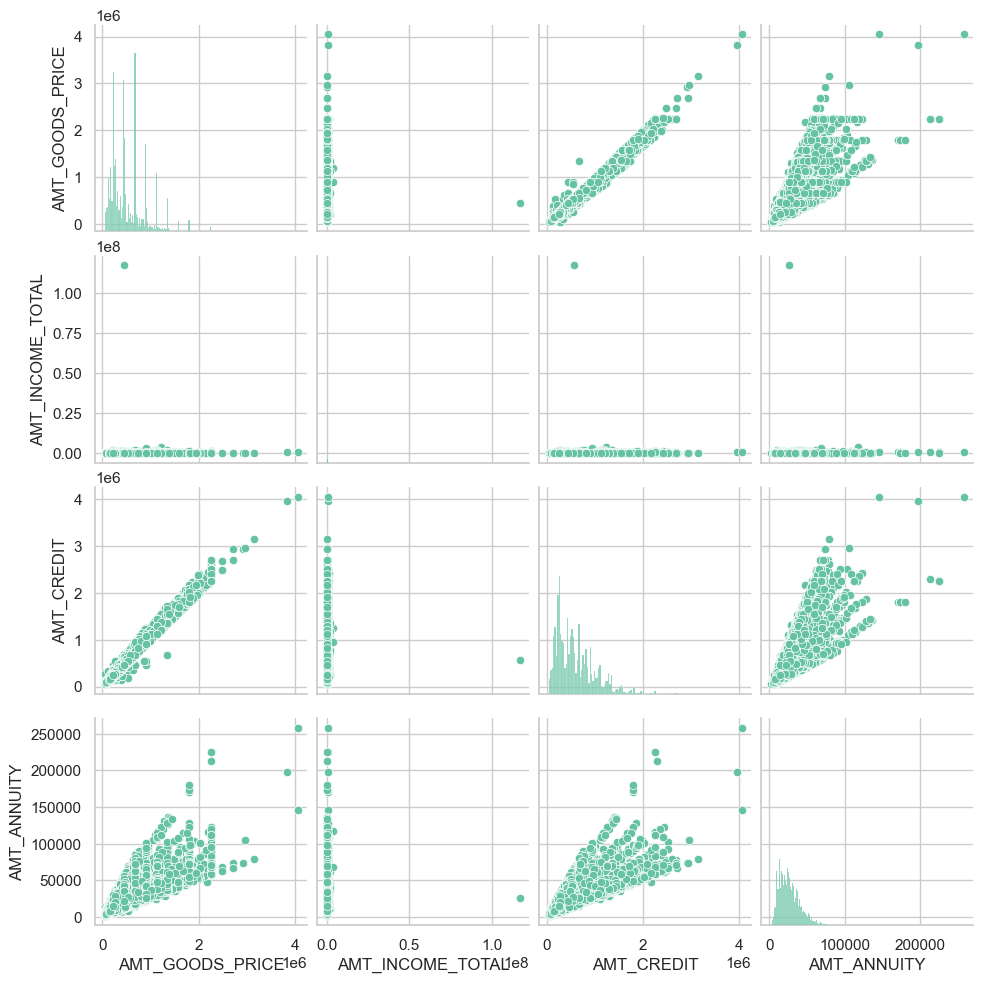 1e6
AMT_GOODS_PRICE
4
3
2
1
0
1e8
AMT_INCOME_TOTAL
1.00
0.75
0.50
0.25
0.00
1e6
AMT_CREDIT
4
3
2
1
0
AMT_ANNUITY
250000
200000
150000
100000
50000
0
0 2 4 0.0 0.5 1.0 0 2 4 0 100000 200000
1e6 1e8 1e6
AMT_GOODS_PRICE AMT_INCOME_TOTAL AMT_CREDIT AMT_ANNUITY